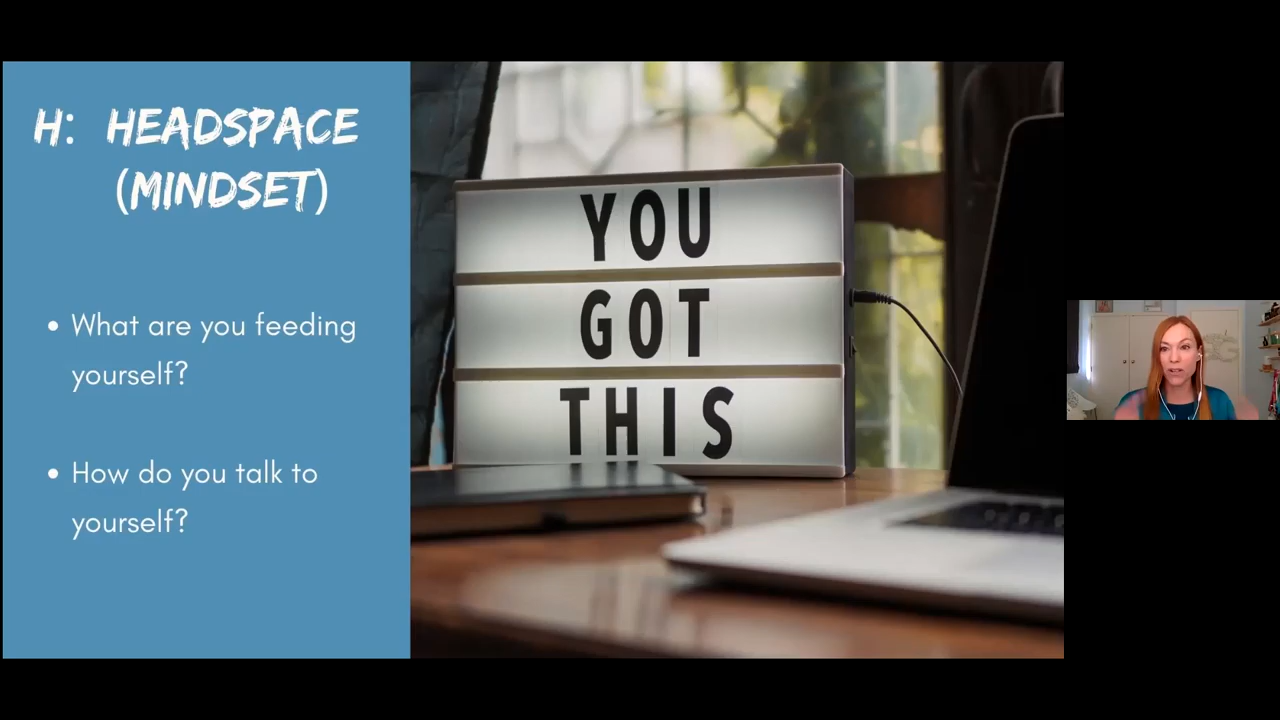 H: HEADSPACE
(MINDSET)
• What are you feeding
yourself?
• How do you talk to
yourself?
YOU
GOT
THIS